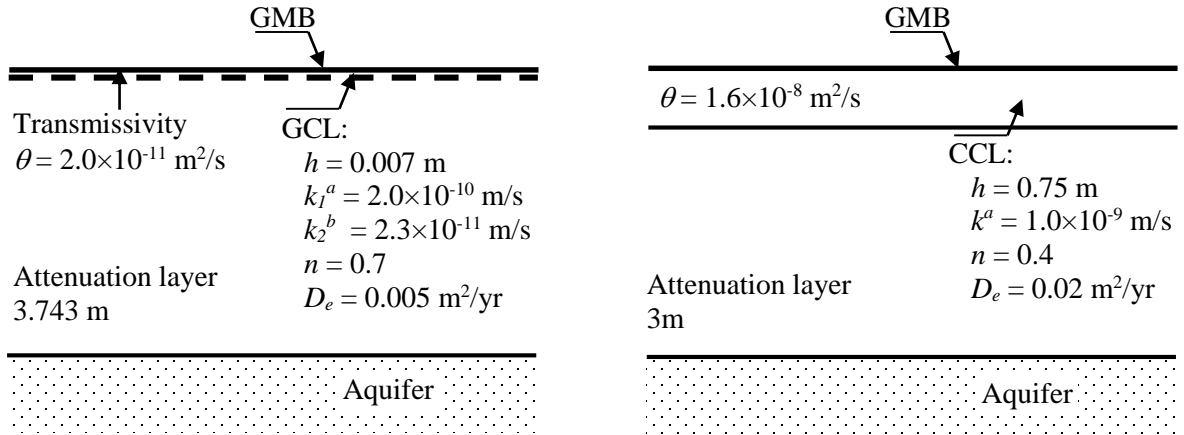 GMB
Transmissivity
θ = 2.0×10⁻¹¹ m²/s
GCL:
h = 0.007 m
k₁ᵃ = 2.0×10⁻¹⁰ m/s
k₂ᵇ = 2.3×10⁻¹¹ m/s
n = 0.7
Dₑ = 0.005 m²/yr
Attenuation layer
3.743 m
Aquifer
GMB
θ = 1.6×10⁻⁸ m²/s
CCL:
h = 0.75 m
kᵃ = 1.0×10⁻⁹ m/s
n = 0.4
Dₑ = 0.02 m²/yr
Attenuation layer
3m
Aquifer